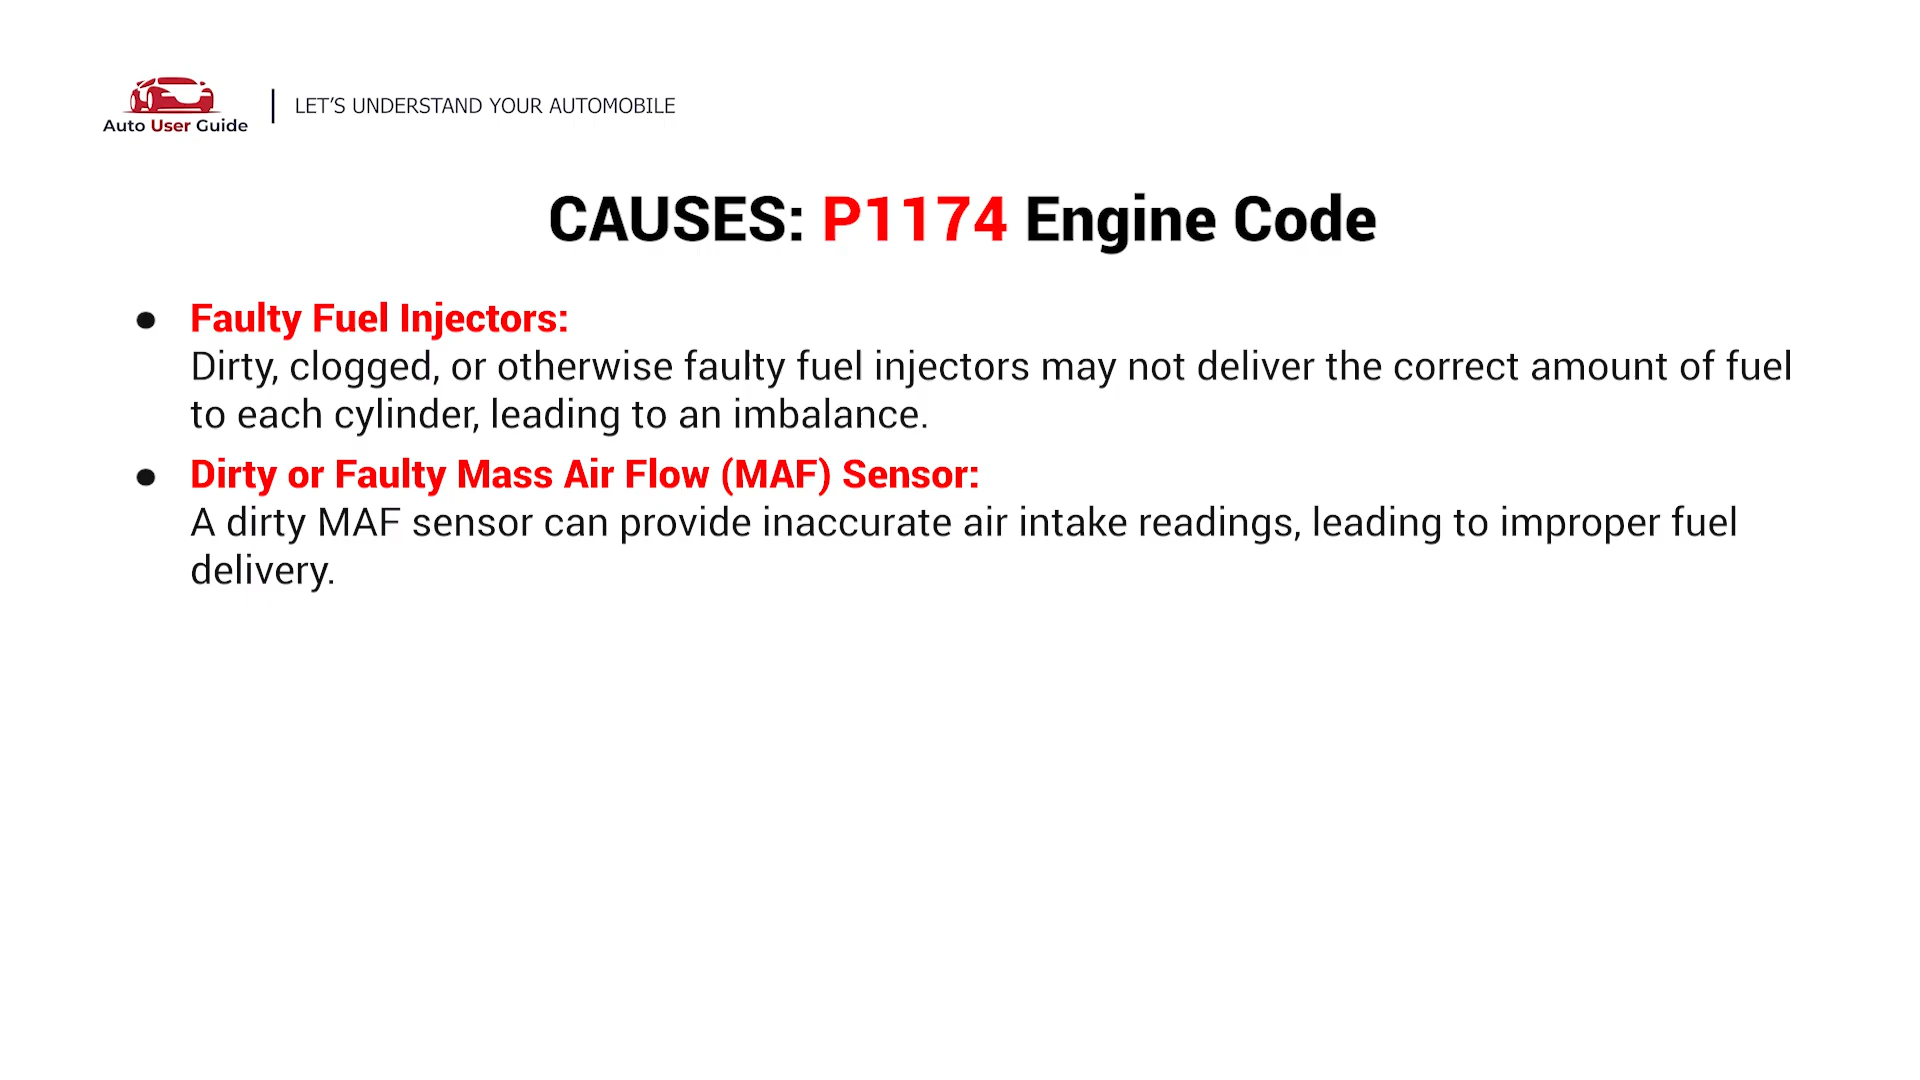 Auto User Guide
LET'S UNDERSTAND YOUR AUTOMOBILE
CAUSES: P1174 Engine Code
● Faulty Fuel Injectors:
Dirty, clogged, or otherwise faulty fuel injectors may not deliver the correct amount of fuel
to each cylinder, leading to an imbalance.
● Dirty or Faulty Mass Air Flow (MAF) Sensor:
A dirty MAF sensor can provide inaccurate air intake readings, leading to improper fuel
delivery.